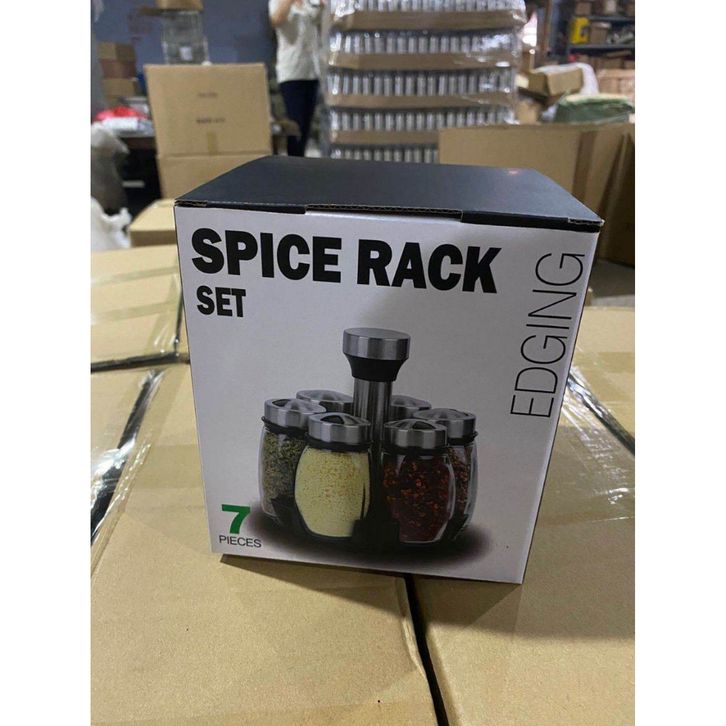 SPICE RACK
SET
EDGING
7
PIECES